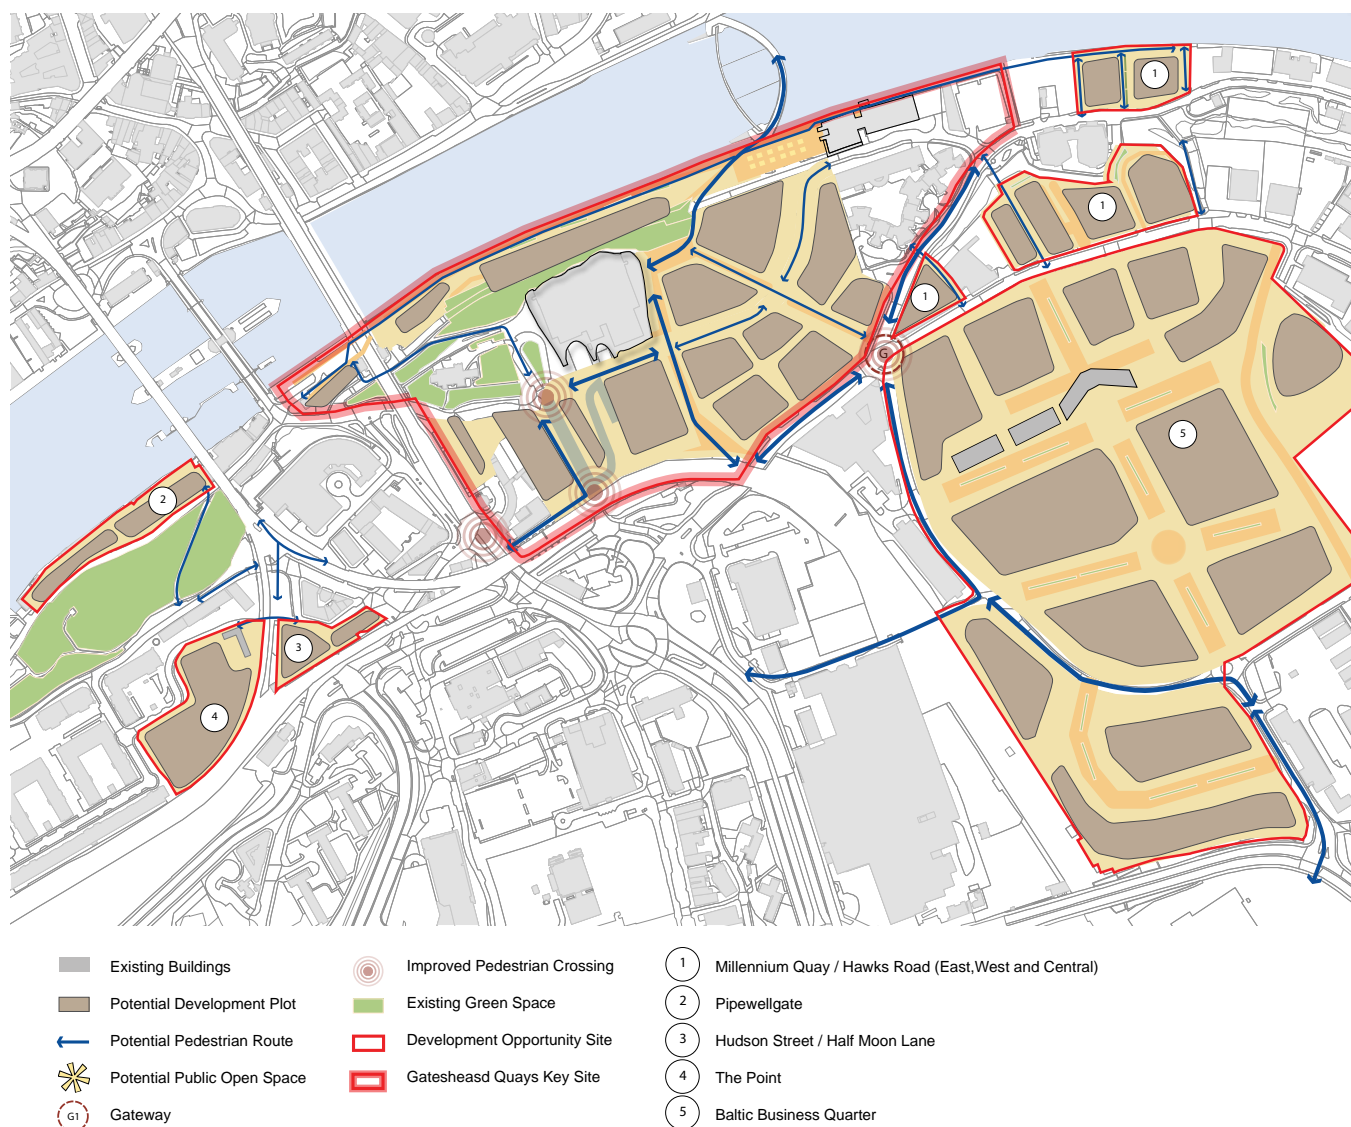 1
1
1
G
5
2
3
4
Existing Buildings
Potential Development Plot
Potential Pedestrian Route
Potential Public Open Space
G1 Gateway
Improved Pedestrian Crossing
Existing Green Space
Development Opportunity Site
Gatesheasd Quays Key Site
1 Millennium Quay / Hawks Road (East,West and Central)
2 Pipewellgate
3 Hudson Street / Half Moon Lane
4 The Point
5 Baltic Business Quarter